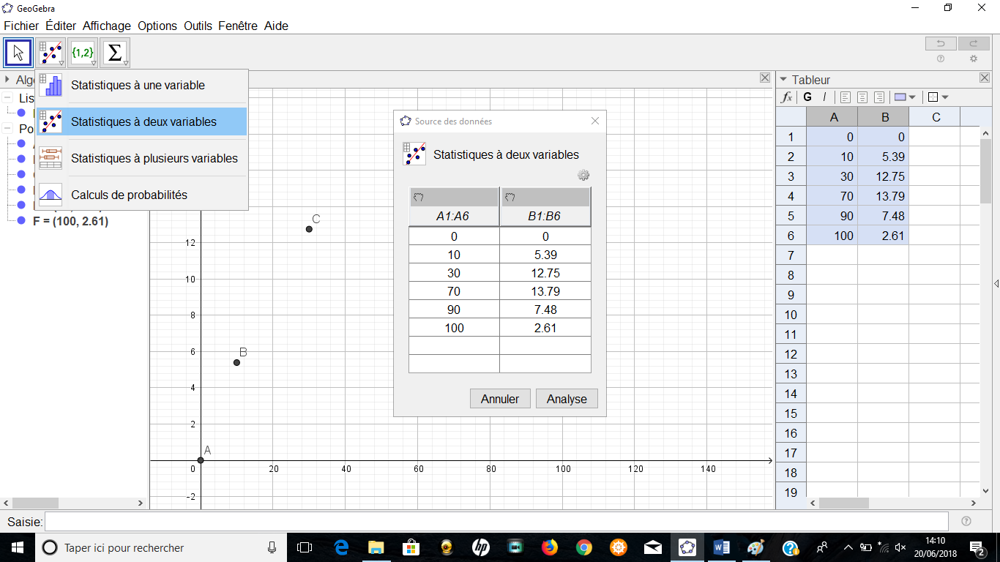 GeoGebra
Fichier Éditer Affichage Options Outils Fenêtre Aide
{1,2} Σ
Alg
Statistiques à une variable
Statistiques à deux variables
Statistiques à plusieurs variables
Calculs de probabilités
Lis
Po
F = (100, 2.61)
12
10
8
6
4
2
0
-2
20 40 60 80 100 120 140
A
B
C
Source des données
Statistiques à deux variables
A1:A6 B1:B6
0 0
10 5.39
30 12.75
70 13.79
90 7.48
100 2.61
Annuler Analyse
Tableur
fx G I
A B C
1 0 0
2 10 5.39
3 30 12.75
4 70 13.79
5 90 7.48
6 100 2.61
7
8
9
10
11
12
13
14
15
16
17
18
19
Saisie:
Taper ici pour rechercher
14:10
20/06/2018
2